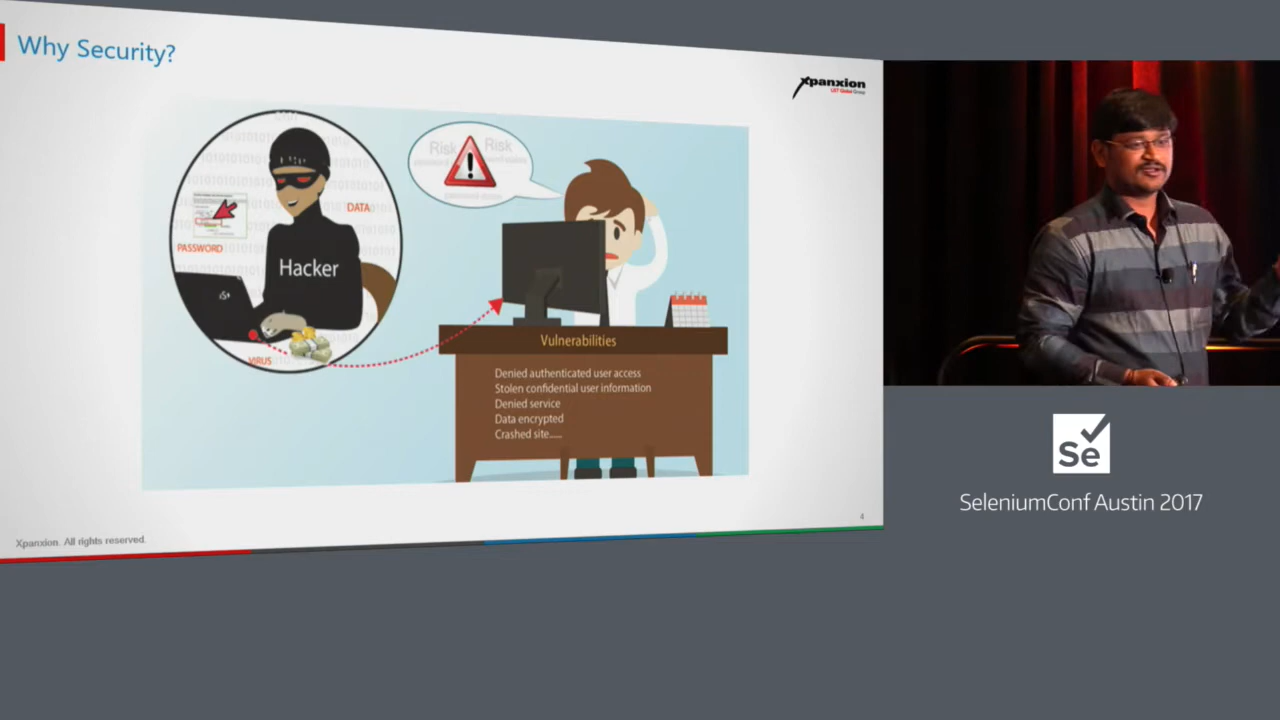 Why Security?
xpanxion
UST Global Group
Risk Risk
PASSWORD
DATA
Hacker
VIRUS
Vulnerabilities
Denied authenticated user access
Stolen confidential user information
Denied service
Data encrypted
Crashed site.....
4
Xpanxion. All rights reserved.
Se
SeleniumConf Austin 2017